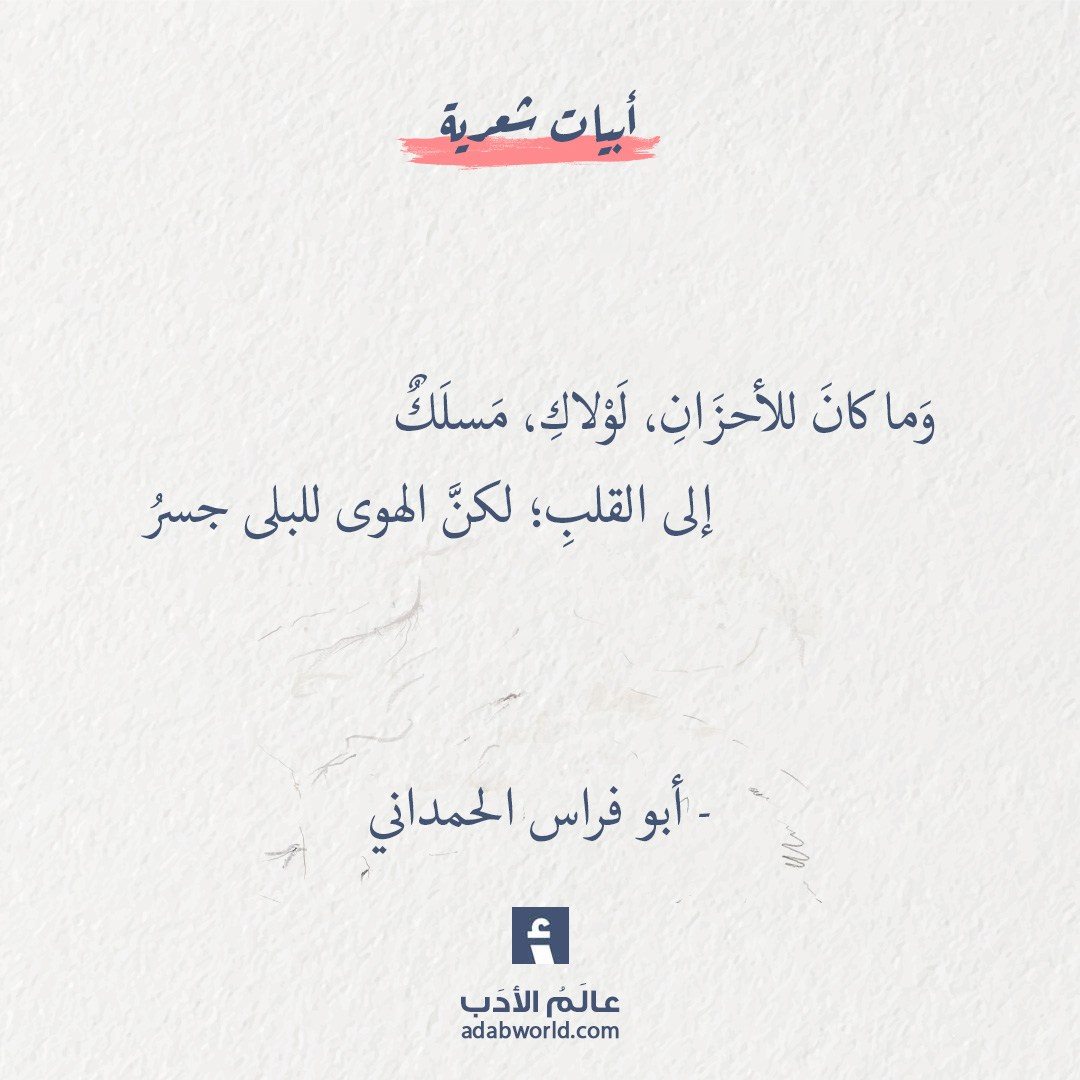 أبيات شعرية
وَما كانَ للأحزَانِ، لَوْلاكِ، مَسلَكٌ
إلى القلبِ؛ لكنَّ الهوى للبلى جسرُ
- أبو فراس الحمداني
أ
عالَمُ الأدَب
adabworld.com